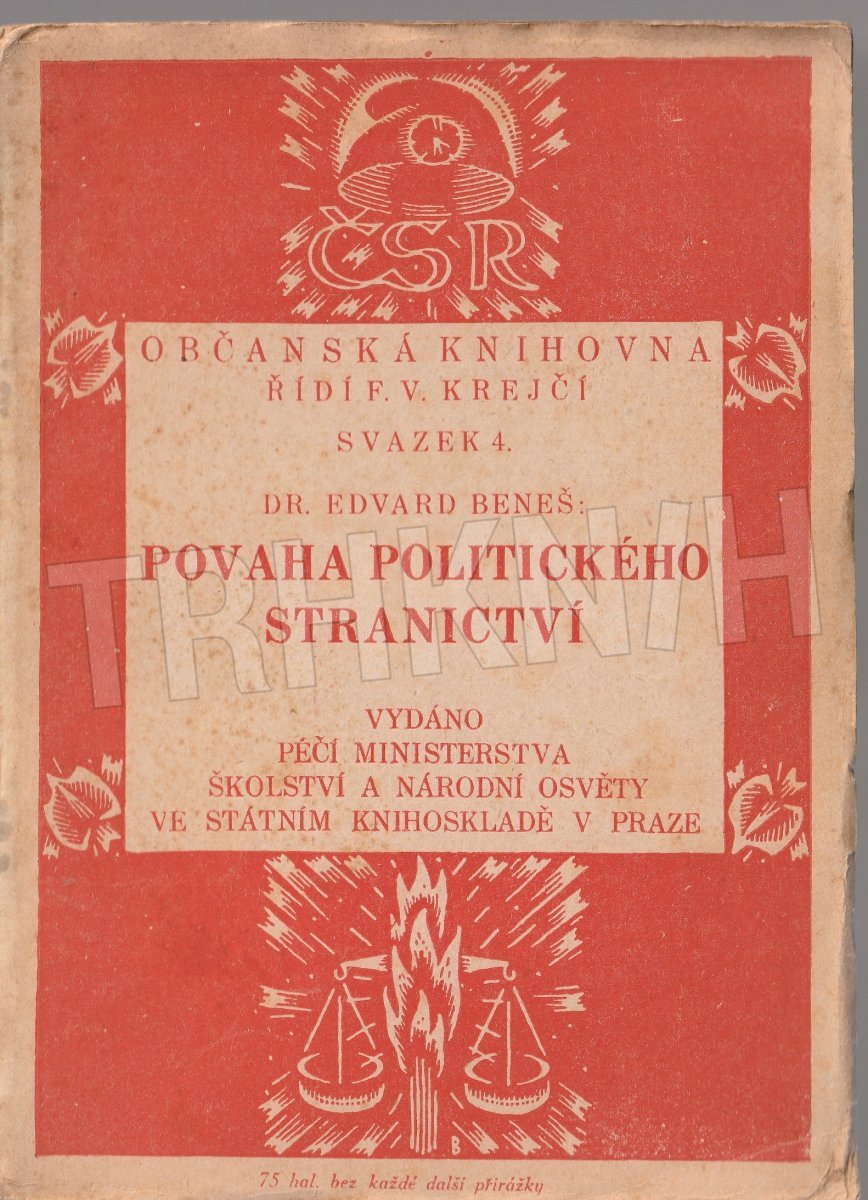 ČSR
OBČANSKÁ KNIHOVNA
ŘÍDÍ F. V. KREJČÍ
SVAZEK 4.
DR. EDVARD BENEŠ:
POVAHA POLITICKÉHO
STRANICTVÍ
TRHKNIH
VYDÁNO
PÉČÍ MINISTERSTVA
ŠKOLSTVÍ A NÁRODNÍ OSVĚTY
VE STÁTNÍM KNIHOSKLADĚ V PRAZE
B
75 hal. bez každé další přirážky